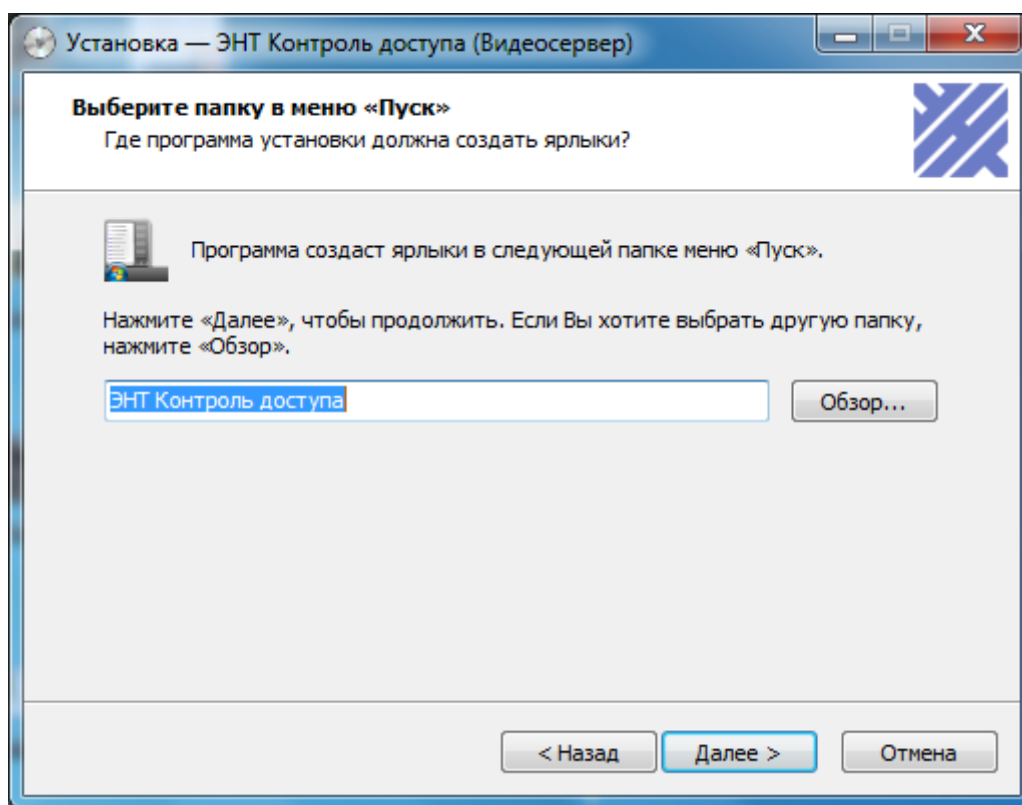 Установка — ЭНТ Контроль доступа (Видеосервер)
Выберите папку в меню «Пуск»
Где программа установки должна создать ярлыки?
Программа создаст ярлыки в следующей папке меню «Пуск».
Нажмите «Далее», чтобы продолжить. Если Вы хотите выбрать другую папку,
нажмите «Обзор».
ЭНТ Контроль доступа
Обзор...
< Назад
Далее >
Отмена